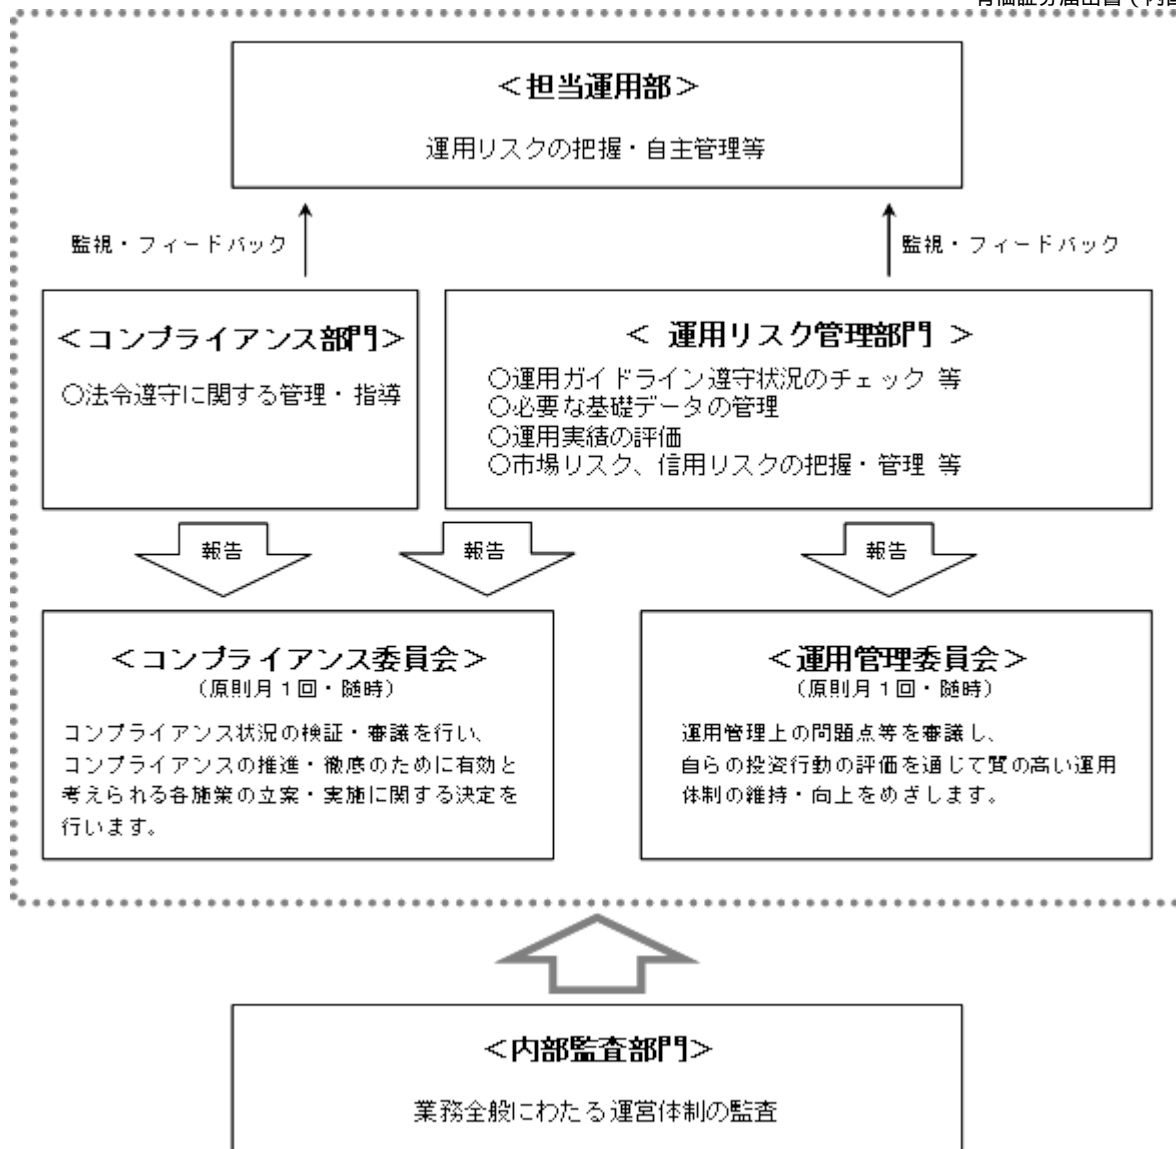 有価証券届出書（内国
＜担当運用部＞
運用リスクの把握・自主管理等
監視・フィードバック
監視・フィードバック
＜コンプライアンス部門＞
○法令遵守に関する管理・指導
＜ 運用リスク管理部門 ＞
○運用ガイドライン遵守状況のチェック 等
○必要な基礎データの管理
○運用実績の評価
○市場リスク、信用リスクの把握・管理 等
報告
報告
報告
＜コンプライアンス委員会＞
（原則月１回・随時）
コンプライアンス状況の検証・審議を行い、
コンプライアンスの推進・徹底のために有効と
考えられる各施策の立案・実施に関する決定を
行います。
＜運用管理委員会＞
（原則月１回・随時）
運用管理上の問題点等を審議し、
自らの投資行動の評価を通じて質の高い運用
体制の維持・向上をめざします。
＜内部監査部門＞
業務全般にわたる運営体制の監査